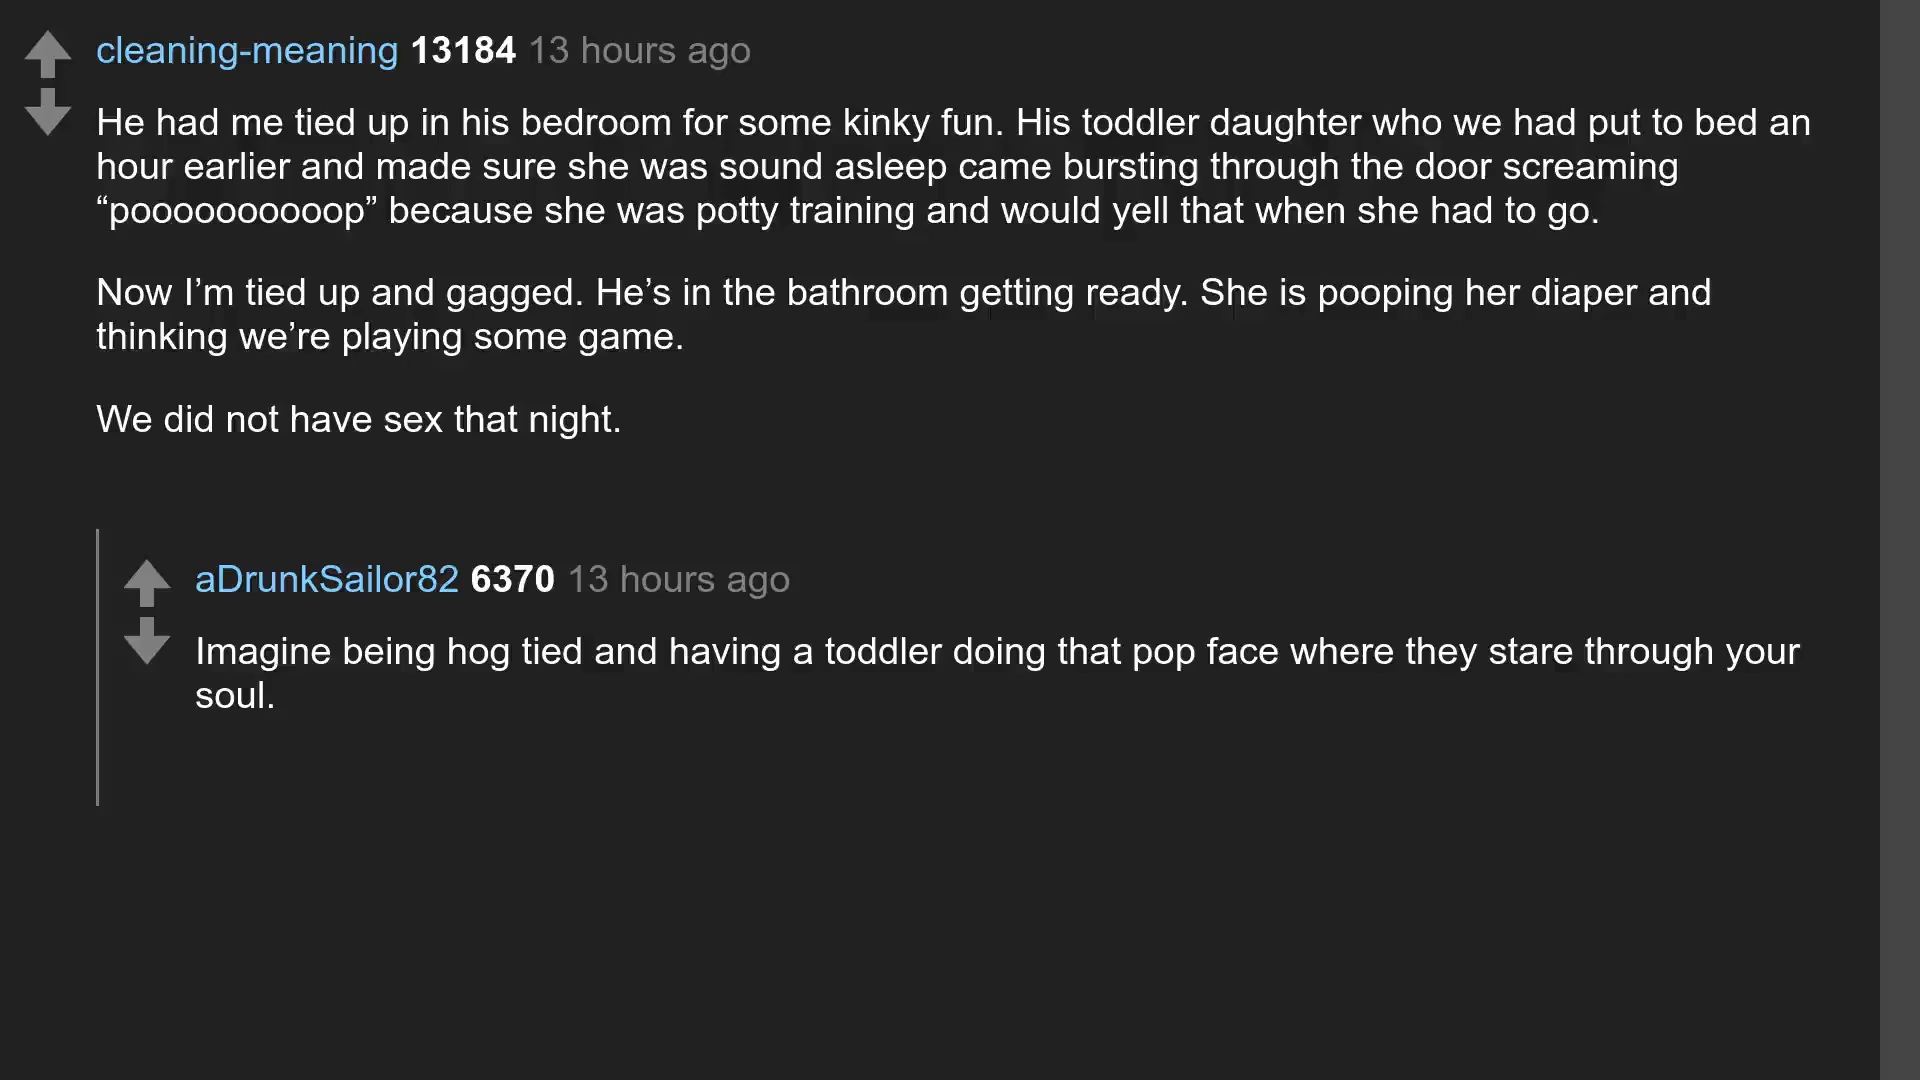 cleaning-meaning 13184 13 hours ago
He had me tied up in his bedroom for some kinky fun. His toddler daughter who we had put to bed an
hour earlier and made sure she was sound asleep came bursting through the door screaming
“poooooooooop” because she was potty training and would yell that when she had to go.
Now I’m tied up and gagged. He’s in the bathroom getting ready. She is pooping her diaper and
thinking we’re playing some game.
We did not have sex that night.
aDrunkSailor82 6370 13 hours ago
Imagine being hog tied and having a toddler doing that pop face where they stare through your
soul.